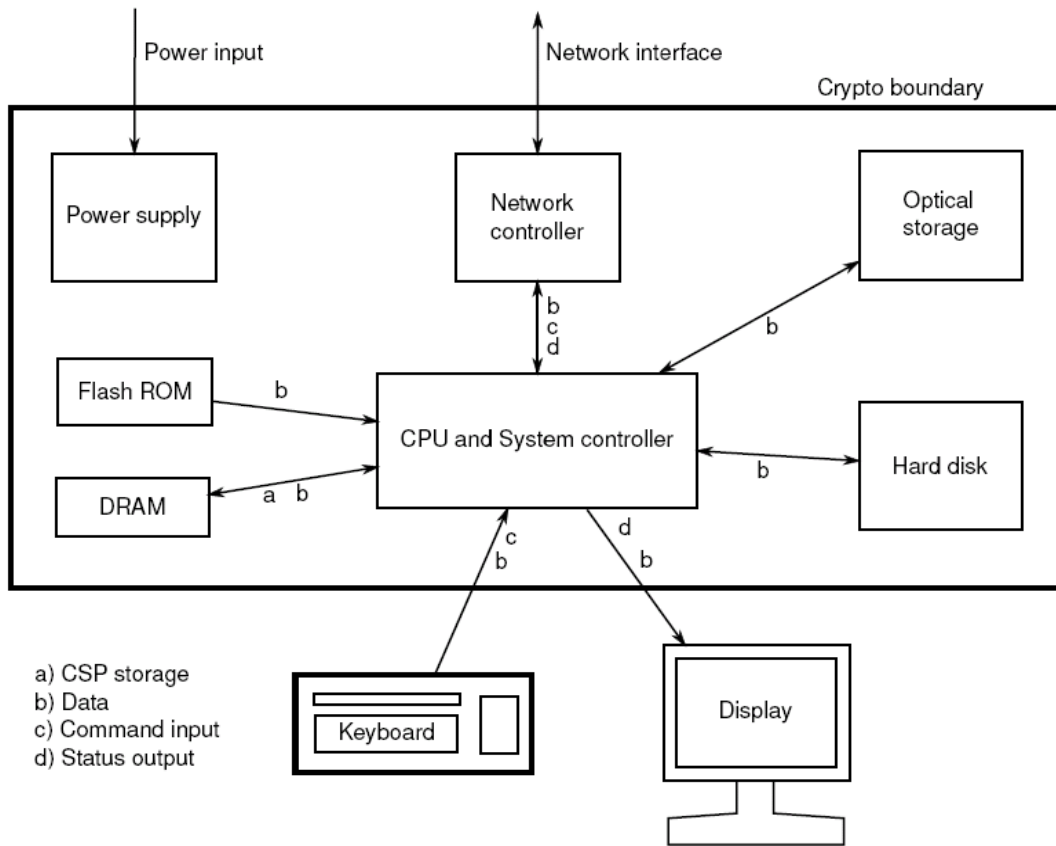 Power input
Network interface
Crypto boundary
Power supply
Network
controller
Optical
storage
b
c
d
b
Flash ROM
b
CPU and System controller
b
Hard disk
DRAM
a b
c
b
d
b
a) CSP storage
b) Data
c) Command input
d) Status output
Keyboard
Display